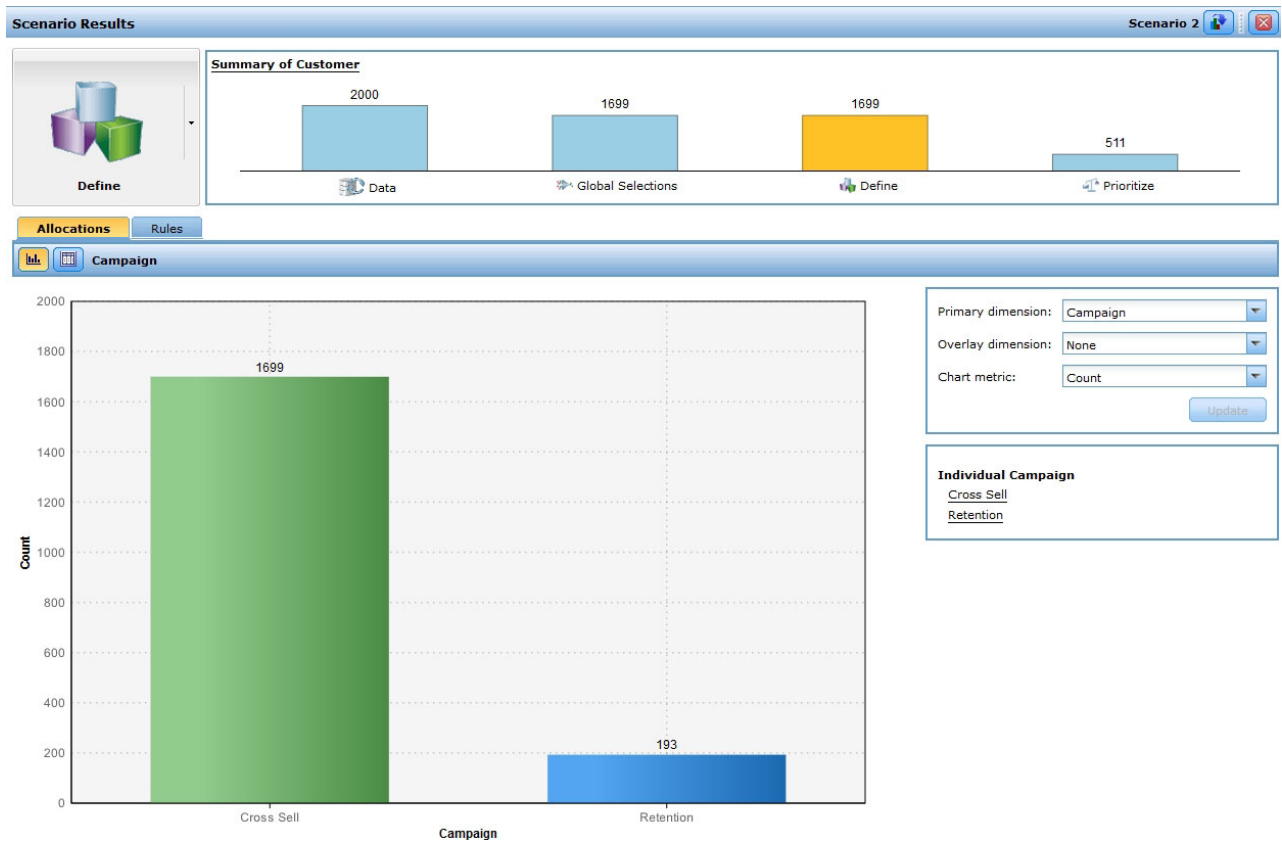 Scenario Results
Scenario 2
Define
Summary of Customer
2000
1699
1699
511
Data
Global Selections
Define
Prioritize
Allocations
Rules
Campaign
2000
1800
1600
1400
1200
1000
800
600
400
200
0
Count
1699
193
Cross Sell
Retention
Campaign
Primary dimension: Campaign
Overlay dimension: None
Chart metric: Count
Update
Individual Campaign
Cross Sell
Retention